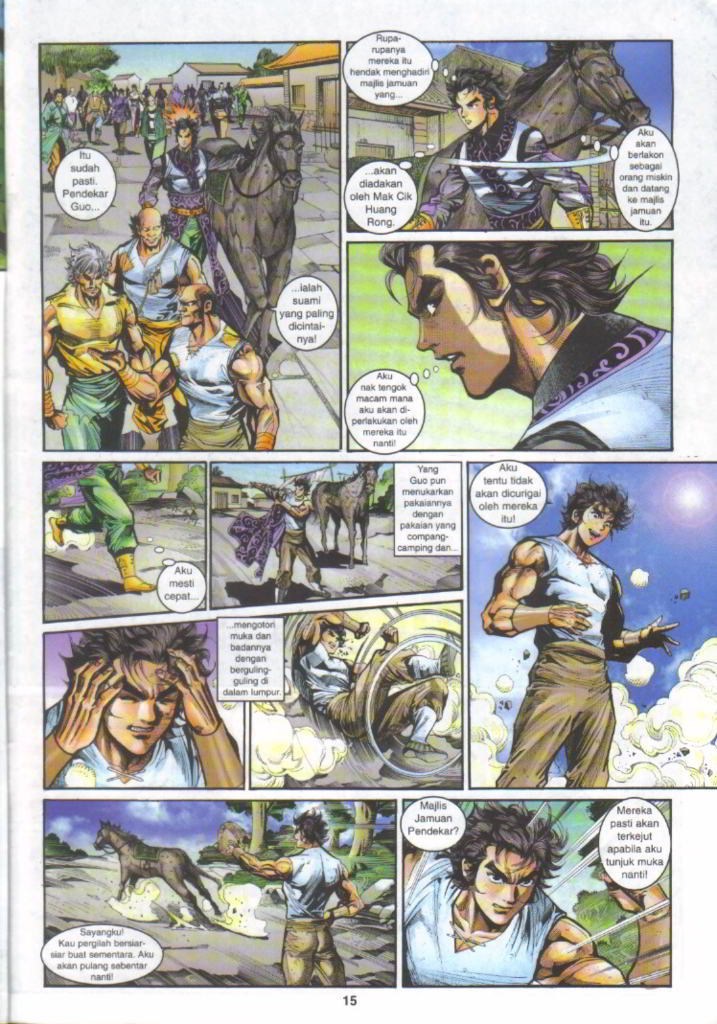 Itu
sudah
pasti.
Pendekar
Guo...
...ialah
suami
yang paling
dicintai-
nya!
Rupa-
rupanya
mereka itu
hendak menghadiri
majlis jamuan
yang...
...akan
diadakan
oleh Mak Cik
Huang
Rong.
Aku
akan
berlakon
sebagai
orang miskin
dan datang
ke majlis
jamuan
itu.
Aku
nak tengok
macam mana
aku akan di-
perlakukan oleh
mereka itu
nanti!
Aku
mesti
cepat...
Yang
Guo pun
menukarkan
pakaiannya
dengan
pakaian yang
compang-
camping dan...
...mengotori
muka dan
badannya
dengan
berguling-
guling di
dalam lumpur.
Aku
tentu tidak
akan dicurigai
oleh mereka
itu!
Sayangku!
Kau pergilah bersiar-
siar buat sementara. Aku
akan pulang sebentar
nanti!
Majlis
Jamuan
Pendekar?
Mereka
pasti akan
terkejut
apabila aku
tunjuk muka
nanti!
15